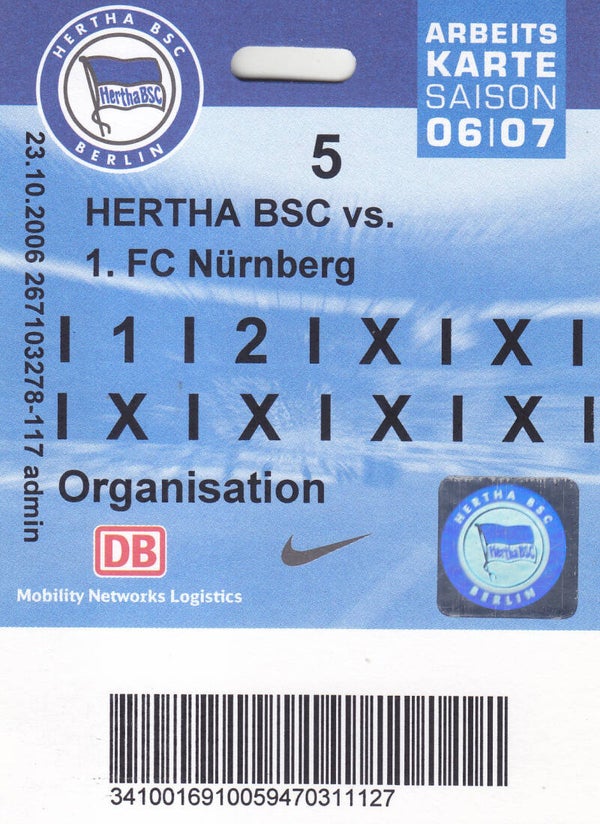 HERTHA BSC
HerthaBSC
BERLIN
ARBEITS
KARTE
SAISON
06|07
23.10.2006 267103278-117 admin
5
HERTHA BSC vs.
1. FC Nürnberg
I 1 I 2 I X I X I
I X I X I X I X I
Organisation
DB
Mobility Networks Logistics
HERTHA BSC
HerthaBSC
BERLIN
3410016910059470311127